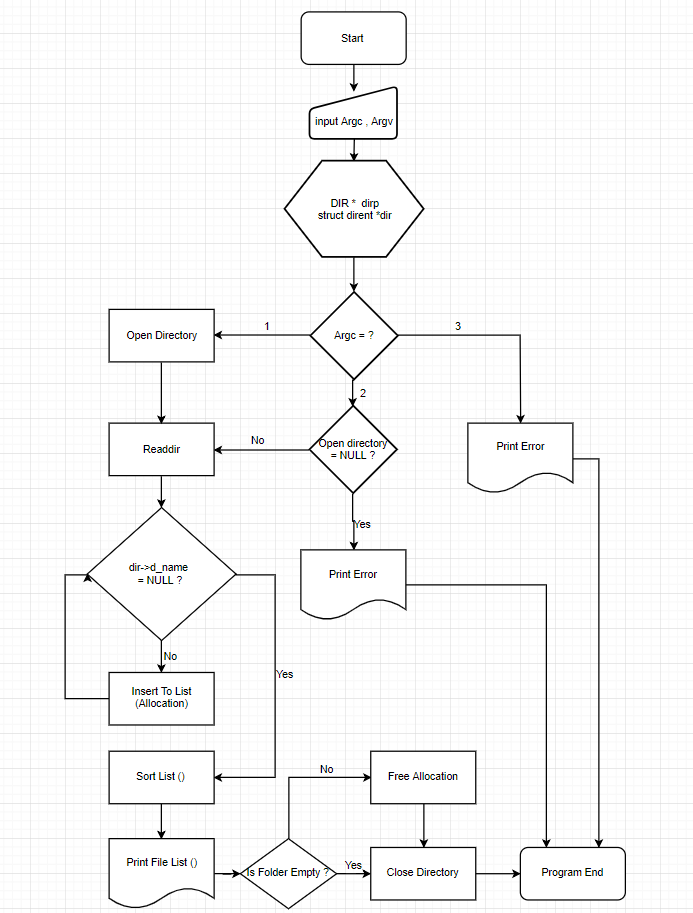 Start
input Argc , Argv
DIR * dirp
struct dirent *dir
Argc = ?
1
3
2
Open Directory
Open directory
= NULL ?
No
Yes
Readdir
Print Error
Print Error
dir->d_name
= NULL ?
No
Yes
Insert To List
(Allocation)
Sort List ()
No
Free Allocation
Print File List ()
Is Folder Empty ?
Yes
Close Directory
Program End